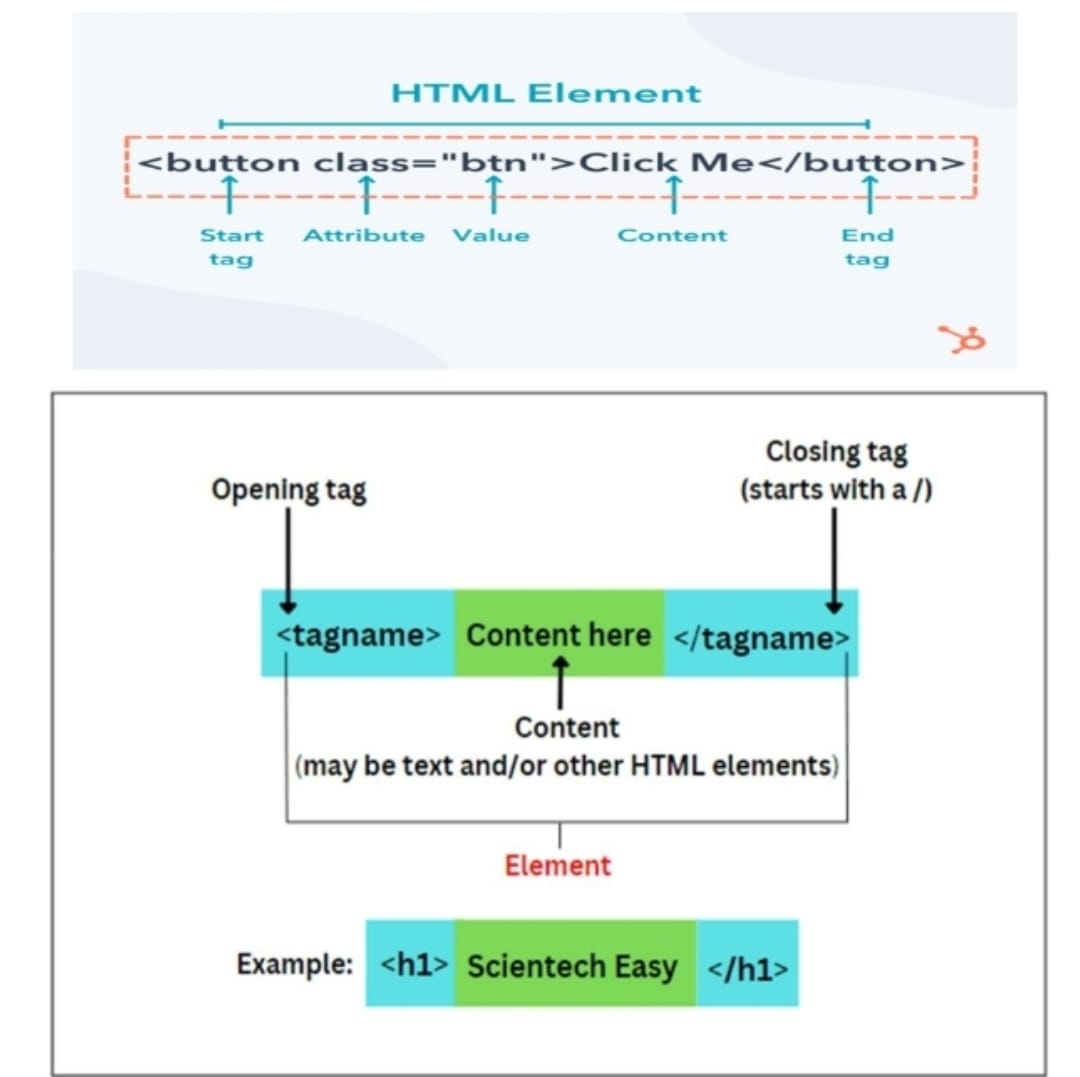 HTML Element
<button class="btn">Click Me</button>
Start tag
Attribute
Value
Content
End tag
Opening tag
Closing tag
(starts with a /)
<tagname> Content here </tagname>
Content
(may be text and/or other HTML elements)
Element
Example: <h1> Scientech Easy </h1>